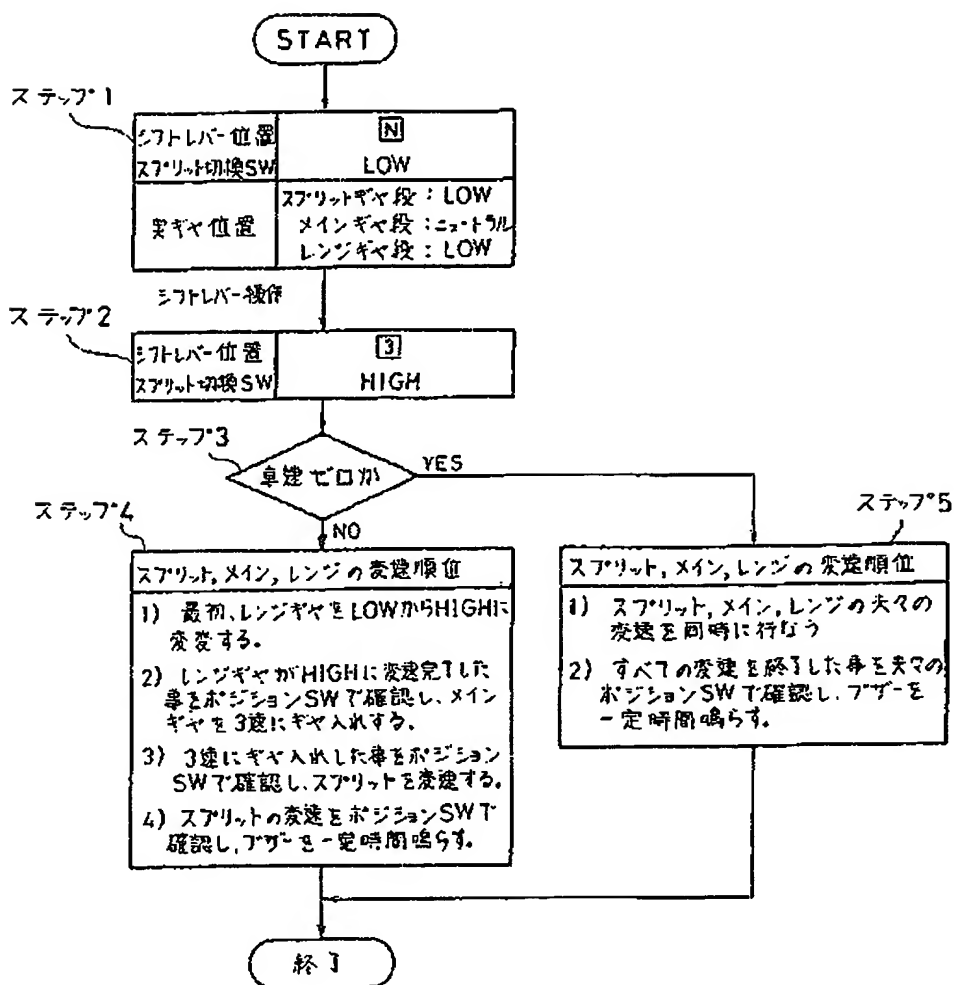 START
ステップ1
シフトレバー位置
スプリット切換SW
N
LOW
実ギヤ位置
スプリットギヤ段:LOW
メインギヤ段:ニュートラル
レンジギヤ段:LOW
シフトレバー操作
ステップ2
シフトレバー位置
スプリット切換SW
3
HIGH
ステップ3
車速ゼロか
YES
NO
ステップ4
スプリット,メイン,レンジの変速順位
1) 最初、レンジギヤをLOWからHIGHに
変変する。
2) レンジギヤがHIGHに変速完了した
事をポジションSWで確認し、メイン
ギヤを3速にギヤ入れする。
3) 3速にギヤ入れした事をポジション
SWで確認し、スプリットを変速する。
4) スプリットの変速をポジションSWで
確認し、ブザーを一定時間鳴らす。
ステップ5
スプリット,メイン,レンジの変速順位
1) スプリット,メイン,レンジの夫々の
変速を同時に行なう
2) すべての変速を終了した事を夫々の
ポジションSWで確認し、ブザーを
一定時間鳴らす。
終了